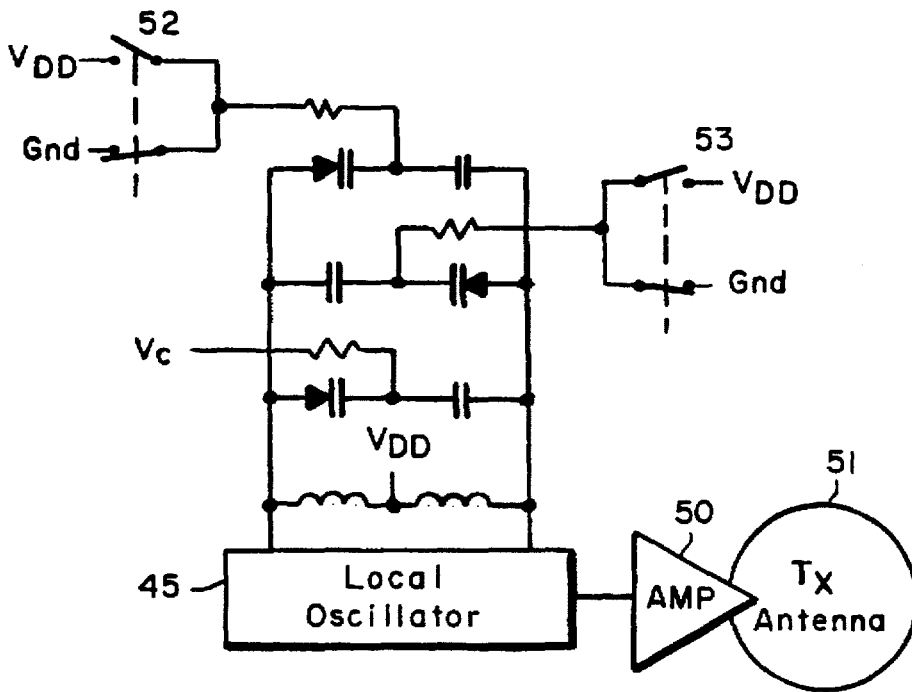 52
VDD
Gnd
53
VDD
Gnd
Vc
VDD
45
Local
Oscillator
50
AMP
51
Tx
Antenna